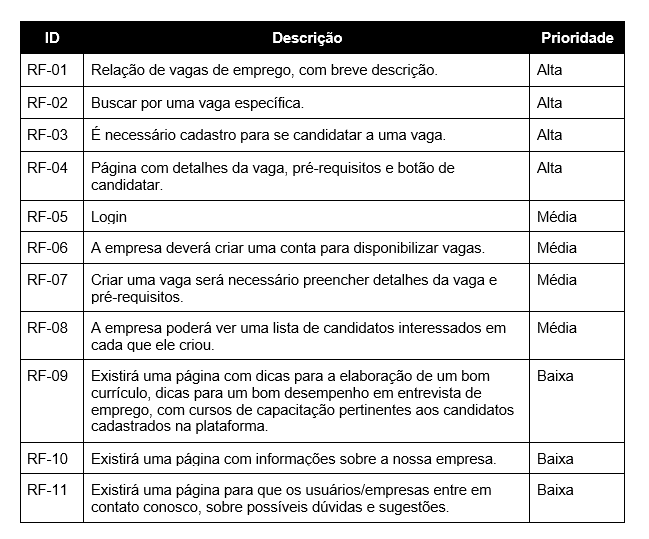 ID Descrição Prioridade
RF-01 Relação de vagas de emprego, com breve descrição. Alta
RF-02 Buscar por uma vaga específica. Alta
RF-03 É necessário cadastro para se candidatar a uma vaga. Alta
RF-04 Página com detalhes da vaga, pré-requisitos e botão de Alta
candidatar.
RF-05 Login Média
RF-06 A empresa deverá criar uma conta para disponibilizar vagas. Média
RF-07 Criar uma vaga será necessário preencher detalhes da vaga e Média
pré-requisitos.
RF-08 A empresa poderá ver uma lista de candidatos interessados em Média
cada que ele criou.
RF-09 Existirá uma página com dicas para a elaboração de um bom Baixa
currículo, dicas para um bom desempenho em entrevista de
emprego, com cursos de capacitação pertinentes aos candidatos
cadastrados na plataforma.
RF-10 Existirá uma página com informações sobre a nossa empresa. Baixa
RF-11 Existirá uma página para que os usuários/empresas entre em Baixa
contato conosco, sobre possíveis dúvidas e sugestões.